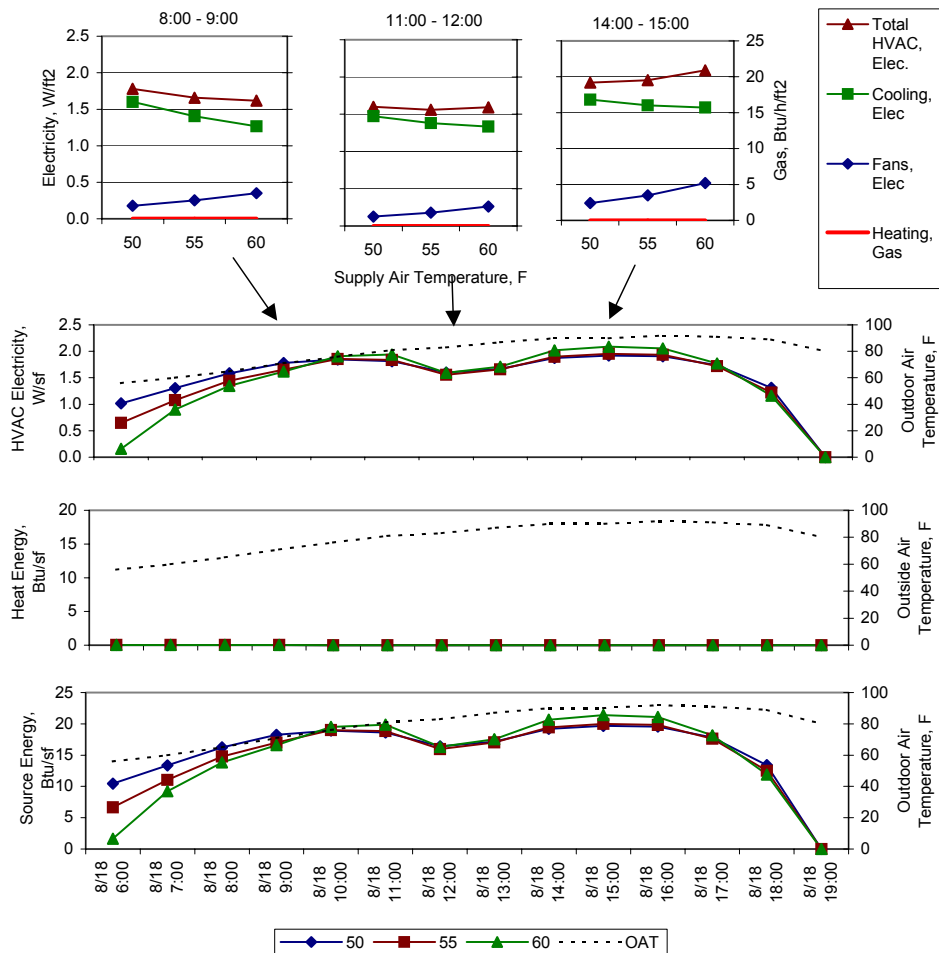 8:00 - 9:00
11:00 - 12:00
14:00 - 15:00
Electricity, W/ft2
2.5
2.0
1.5
1.0
0.5
0.0
50 55 60
50 55 60
50 55 60
25
20
15
10
5
0
Gas, Btu/h/ft2
Supply Air Temperature, F
Total
HVAC,
Elec.
Cooling,
Elec
Fans,
Elec
Heating,
Gas
HVAC Electricity,
W/sf
2.5
2.0
1.5
1.0
0.5
0.0
100
80
60
40
20
0
Outdoor Air
Temperature, F
Heat Energy,
Btu/sf
20
15
10
5
0
100
80
60
40
20
0
Outside Air
Temperature, F
Source Energy,
Btu/sf
25
20
15
10
5
0
100
80
60
40
20
0
Outdoor Air
Temperature, F
8/18
6:00
8/18
7:00
8/18
8:00
8/18
9:00
8/18
10:00
8/18
11:00
8/18
12:00
8/18
13:00
8/18
14:00
8/18
15:00
8/18
16:00
8/18
17:00
8/18
18:00
8/18
19:00
50 55 60 OAT